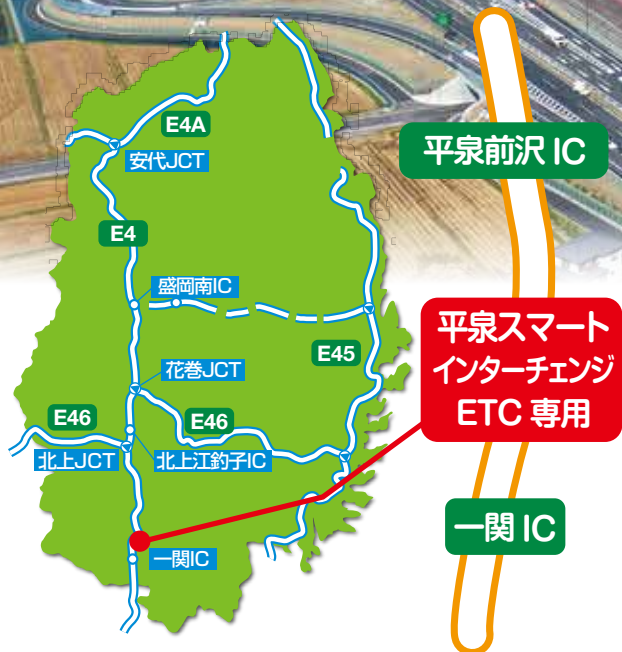 E4A
安代JCT
E4
盛岡南IC
花巻JCT
E45
E46
E46
北上JCT
北上江釣子IC
一関IC
平泉前沢 IC
平泉スマート
インターチェンジ
ETC 専用
一関 IC